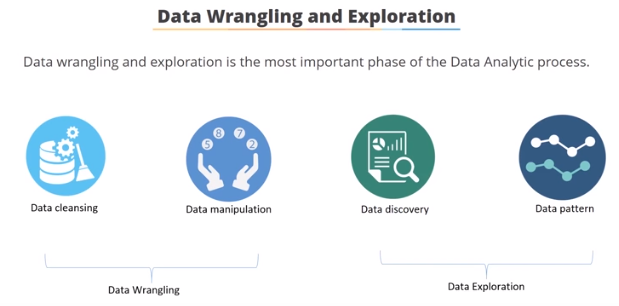 Data Wrangling and Exploration
Data wrangling and exploration is the most important phase of the Data Analytic process.
5 8 7 2
Data cleansing
Data manipulation
Data discovery
Data pattern
Data Wrangling
Data Exploration